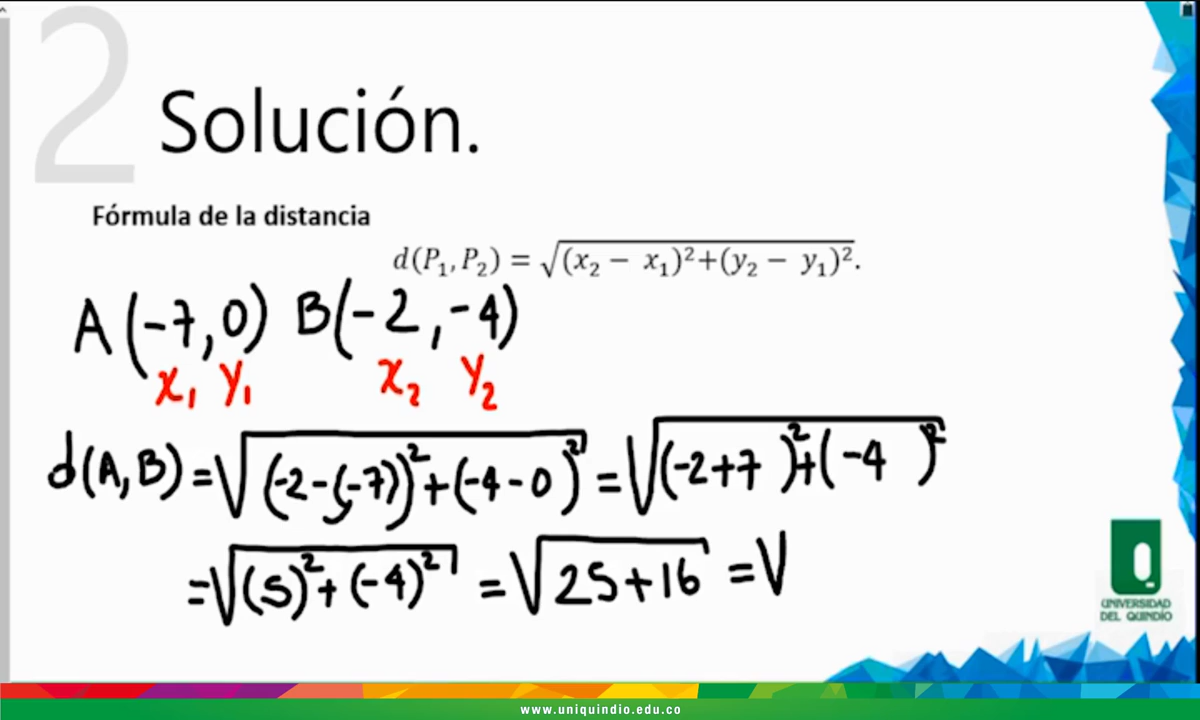 2
Solución.
Fórmula de la distancia
d(P₁, P₂) = √(x₂ − x₁)²+(y₂ − y₁)².
A(-7,0) B(-2,-4)
x₁ y₁ x₂ y₂
d(A,B) = √(-2-(-7))²+(-4-0)² = √(-2+7)²+(-4)²
=√(5)²+(-4)² = √25+16 = √
UNIVERSIDAD
DEL QUINDÍO
www.uniquindio.edu.co